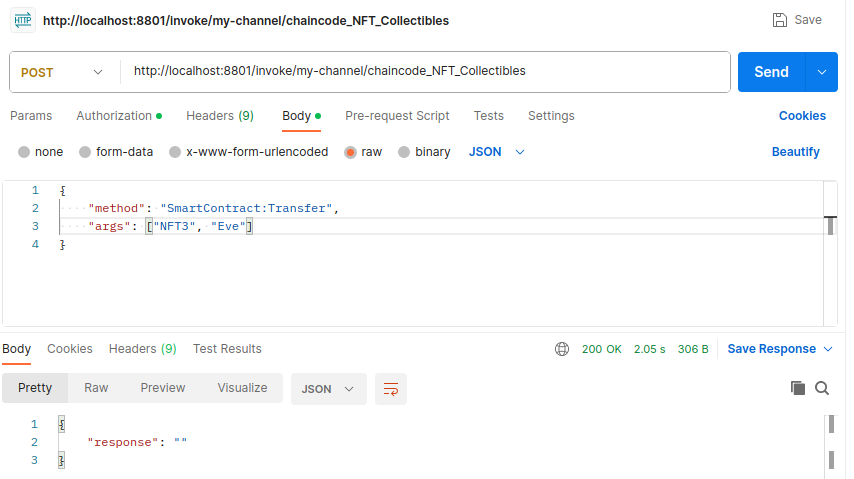 HTTP http://localhost:8801/invoke/my-channel/chaincode_NFT_Collectibles Save
POST http://localhost:8801/invoke/my-channel/chaincode_NFT_Collectibles Send
Params Authorization Headers (9) Body Pre-request Script Tests Settings Cookies
none form-data x-www-form-urlencoded raw binary JSON Beautify
1 {
2 "method": "SmartContract:Transfer",
3 "args": ["NFT3", "Eve"]
4 }
Body Cookies Headers (9) Test Results 200 OK 2.05 s 306 B Save Response
Pretty Raw Preview Visualize JSON
1 {
2 "response": ""
3 }